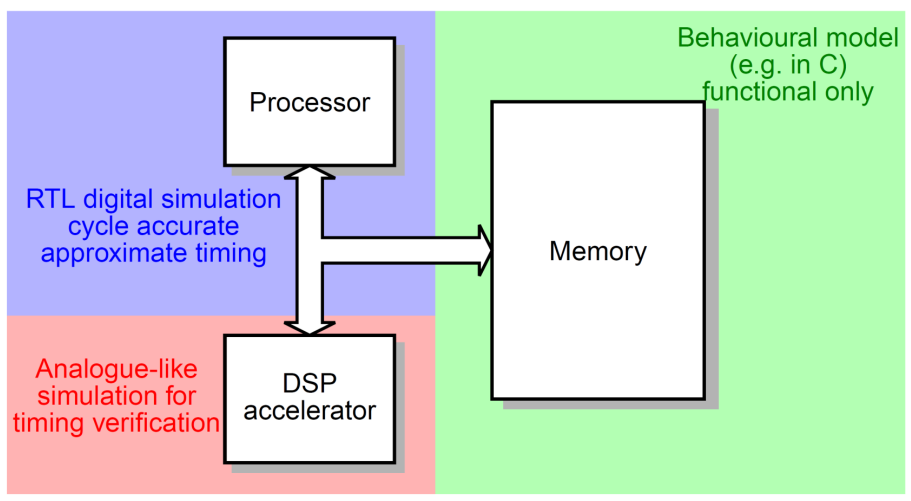 Behavioural model
(e.g. in C)
functional only
Processor
RTL digital simulation
cycle accurate
approximate timing
Memory
Analogue-like
simulation for
timing verification
DSP
accelerator